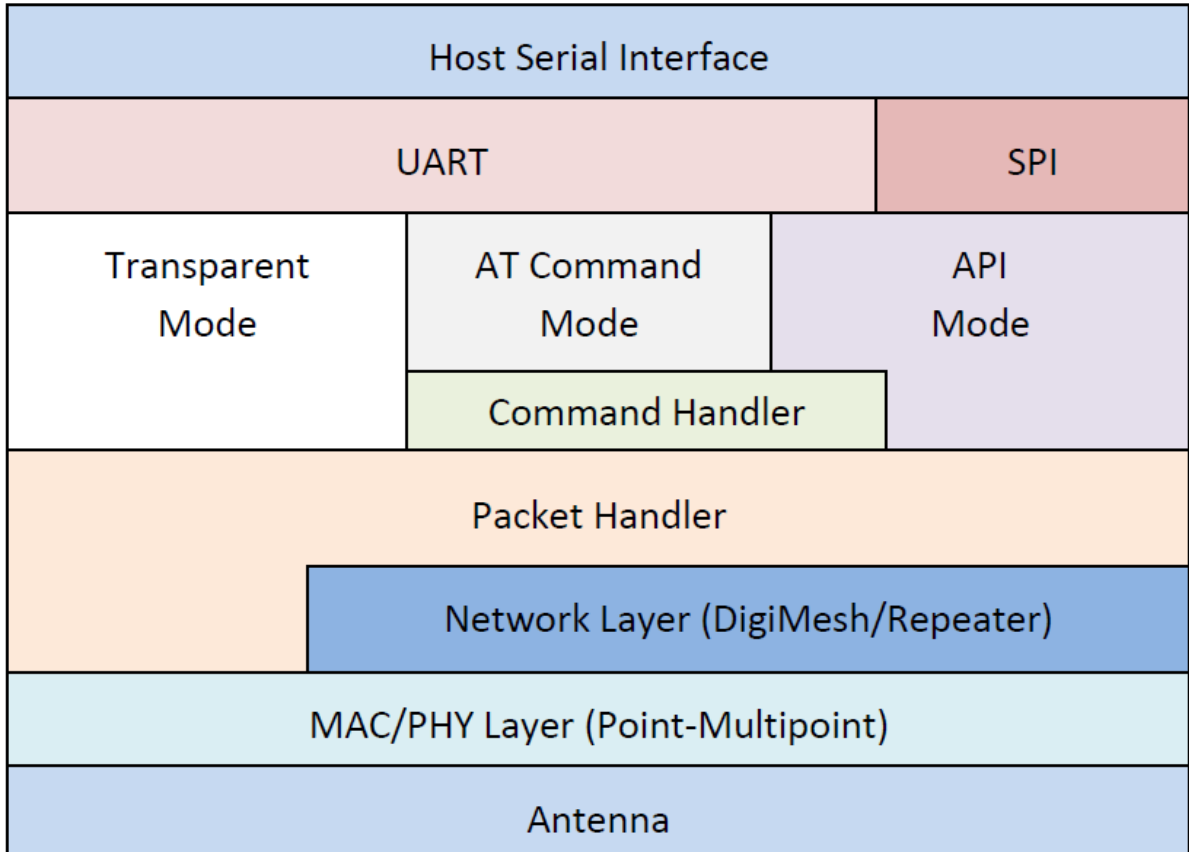 Host Serial Interface
UART
SPI
Transparent
Mode
AT Command
Mode
API
Mode
Command Handler
Packet Handler
Network Layer (DigiMesh/Repeater)
MAC/PHY Layer (Point-Multipoint)
Antenna